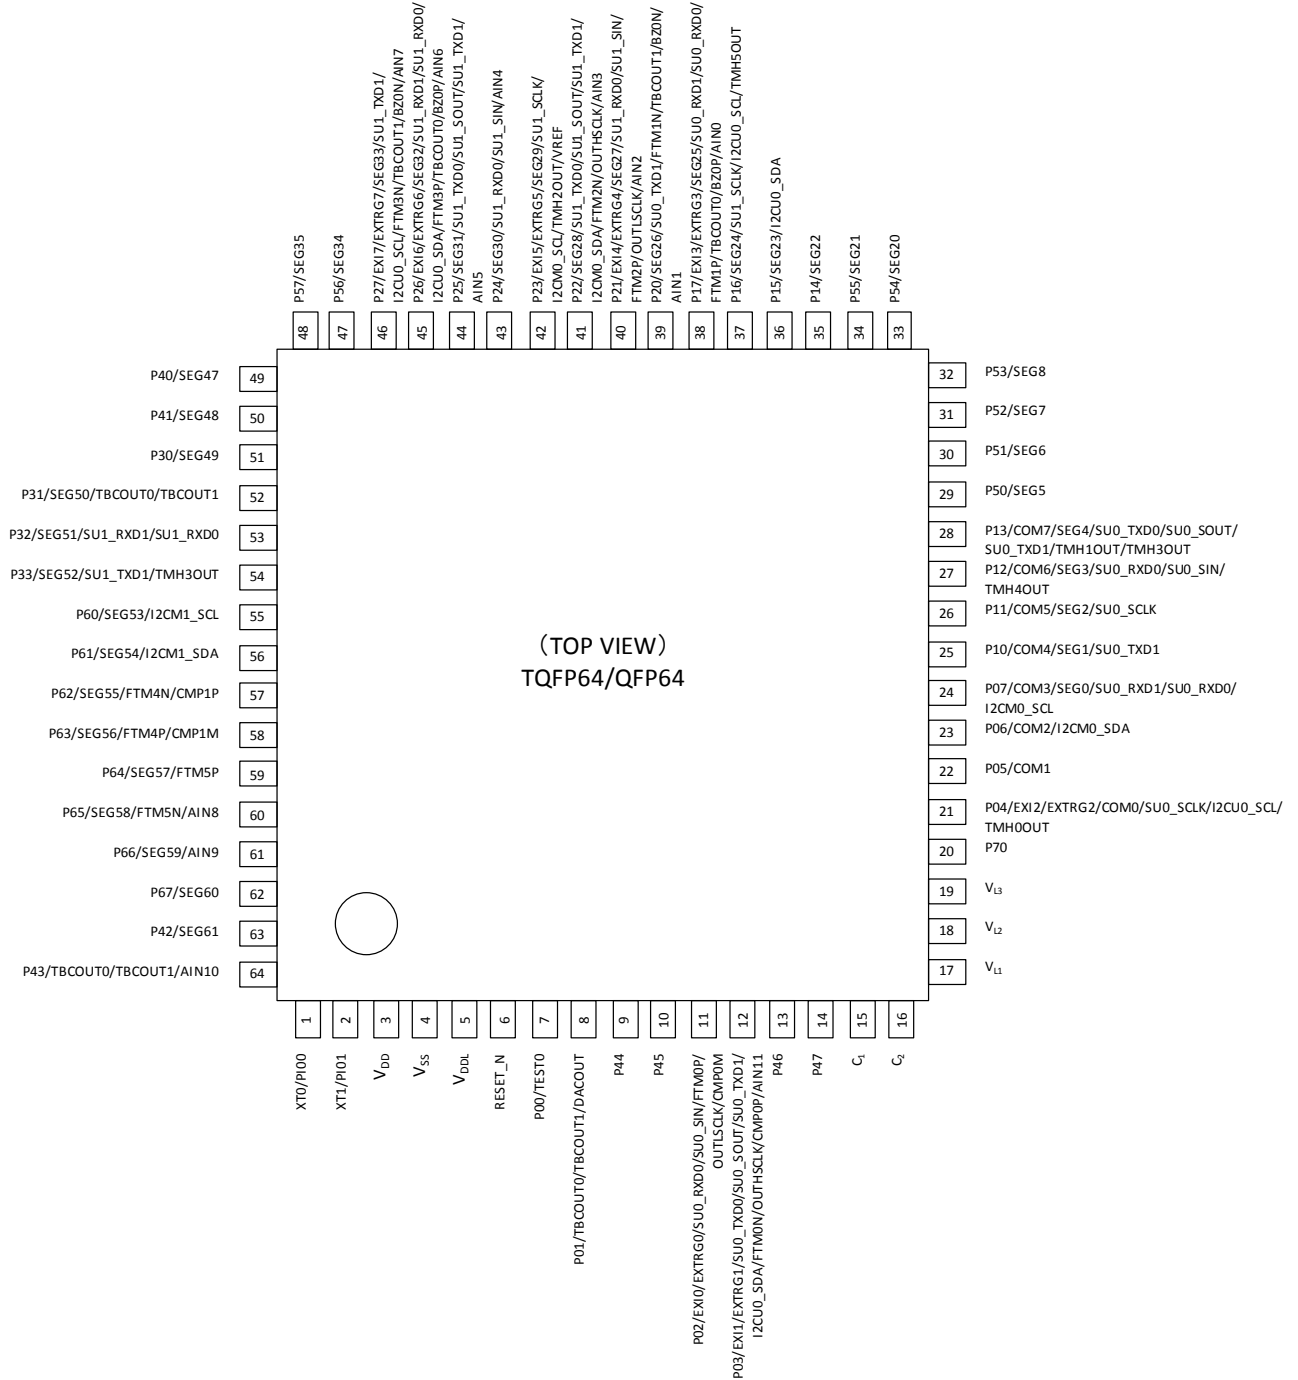 P57/SEG35
P56/SEG34
P27/EXI7/EXTRG7/SEG33/SU1_TXD1/
I2CU0_SCL/FTM3N/TBCOUT1/BZ0N/AIN7
P26/EXI6/EXTRG6/SEG32/SU1_RXD1/SU1_RXD0/
I2CU0_SDA/FTM3P/TBCOUT0/BZ0P/AIN6
P25/SEG31/SU1_TXD0/SU1_SOUT/SU1_TXD1/
AIN5
P24/SEG30/SU1_RXD0/SU1_SIN/AIN4
P23/EXI5/EXTRG5/SEG29/SU1_SCLK/
I2CM0_SCL/TMH2OUT/VREF
P22/SEG28/SU1_TXD0/SU1_SOUT/SU1_TXD1/
I2CM0_SDA/FTM2N/OUTHSCLK/AIN3
P21/EXI4/EXTRG4/SEG27/SU1_RXD0/SU1_SIN/
FTM2P/OUTLSCLK/AIN2
P20/SEG26/SU0_TXD1/FTM1N/TBCOUT1/BZ0N/
AIN1
P17/EXI3/EXTRG3/SEG25/SU0_RXD1/SU0_RXD0/
FTM1P/TBCOUT0/BZ0P/AIN0
P16/SEG24/SU1_SCLK/I2CU0_SCL/TMH5OUT
P15/SEG23/I2CU0_SDA
P14/SEG22
P55/SEG21
P54/SEG20
48 47 46 45 44 43 42 41 40 39 38 37 36 35 34 33
P40/SEG47 49
P41/SEG48 50
P30/SEG49 51
P31/SEG50/TBCOUT0/TBCOUT1 52
P32/SEG51/SU1_RXD1/SU1_RXD0 53
P33/SEG52/SU1_TXD1/TMH3OUT 54
P60/SEG53/I2CM1_SCL 55
P61/SEG54/I2CM1_SDA 56
P62/SEG55/FTM4N/CMP1P 57
P63/SEG56/FTM4P/CMP1M 58
P64/SEG57/FTM5P 59
P65/SEG58/FTM5N/AIN8 60
P66/SEG59/AIN9 61
P67/SEG60 62
P42/SEG61 63
P43/TBCOUT0/TBCOUT1/AIN10 64
(TOP VIEW)
TQFP64/QFP64
32 P53/SEG8
31 P52/SEG7
30 P51/SEG6
29 P50/SEG5
28 P13/COM7/SEG4/SU0_TXD0/SU0_SOUT/
SU0_TXD1/TMH1OUT/TMH3OUT
27 P12/COM6/SEG3/SU0_RXD0/SU0_SIN/
TMH4OUT
26 P11/COM5/SEG2/SU0_SCLK
25 P10/COM4/SEG1/SU0_TXD1
24 P07/COM3/SEG0/SU0_RXD1/SU0_RXD0/
I2CM0_SCL
23 P06/COM2/I2CM0_SDA
22 P05/COM1
21 P04/EXI2/EXTRG2/COM0/SU0_SCLK/I2CU0_SCL/
TMH0OUT
20 P70
19 VL3
18 VL2
17 VL1
1 2 3 4 5 6 7 8 9 10 11 12 13 14 15 16
XT0/PI00
XT1/PI01
VDD
VSS
VDDL
RESET_N
P00/TEST0
P01/TBCOUT0/TBCOUT1/DACOUT
P44
P45
P02/EXI0/EXTRG0/SU0_RXD0/SU0_SIN/FTM0P/
OUTLSCLK/CMP0M
P03/EXI1/EXTRG1/SU0_TXD0/SU0_SOUT/SU0_TXD1/
I2CU0_SDA/FTM0N/OUTHSCLK/CMP0P/AIN11
P46
P47
C1
C2